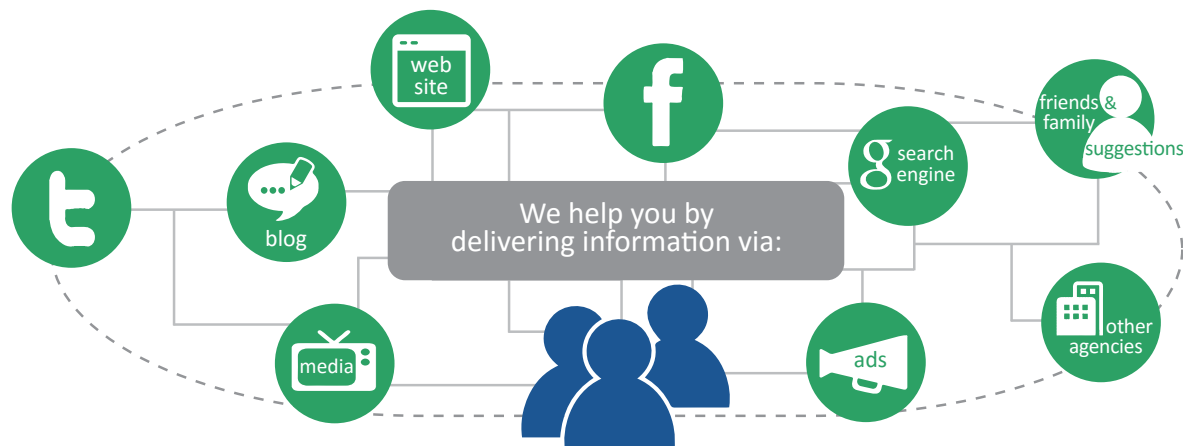 web
site
f
friends &
family
suggestions
g
search
engine
t
blog
We help you by
delivering information via:
media
ads
other
agencies